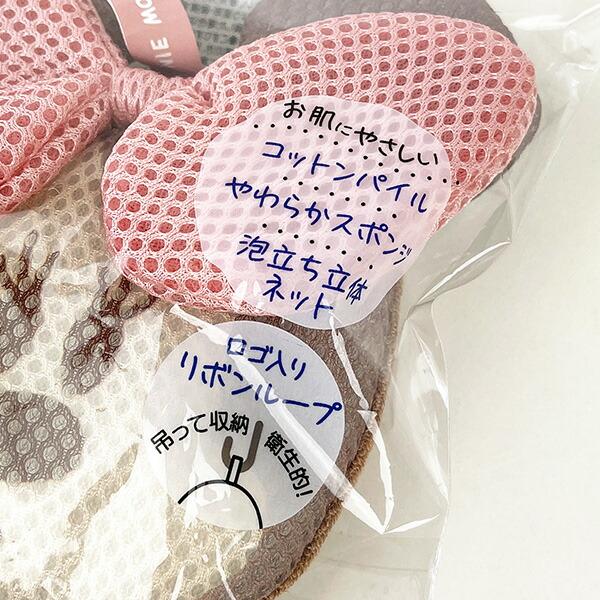 NIE MO
お肌にやさしい
コットンパイル
やわらかスポンジ
泡立ち立体
ネット
ロゴ入り
リボンループ
吊って収納
衛生的!